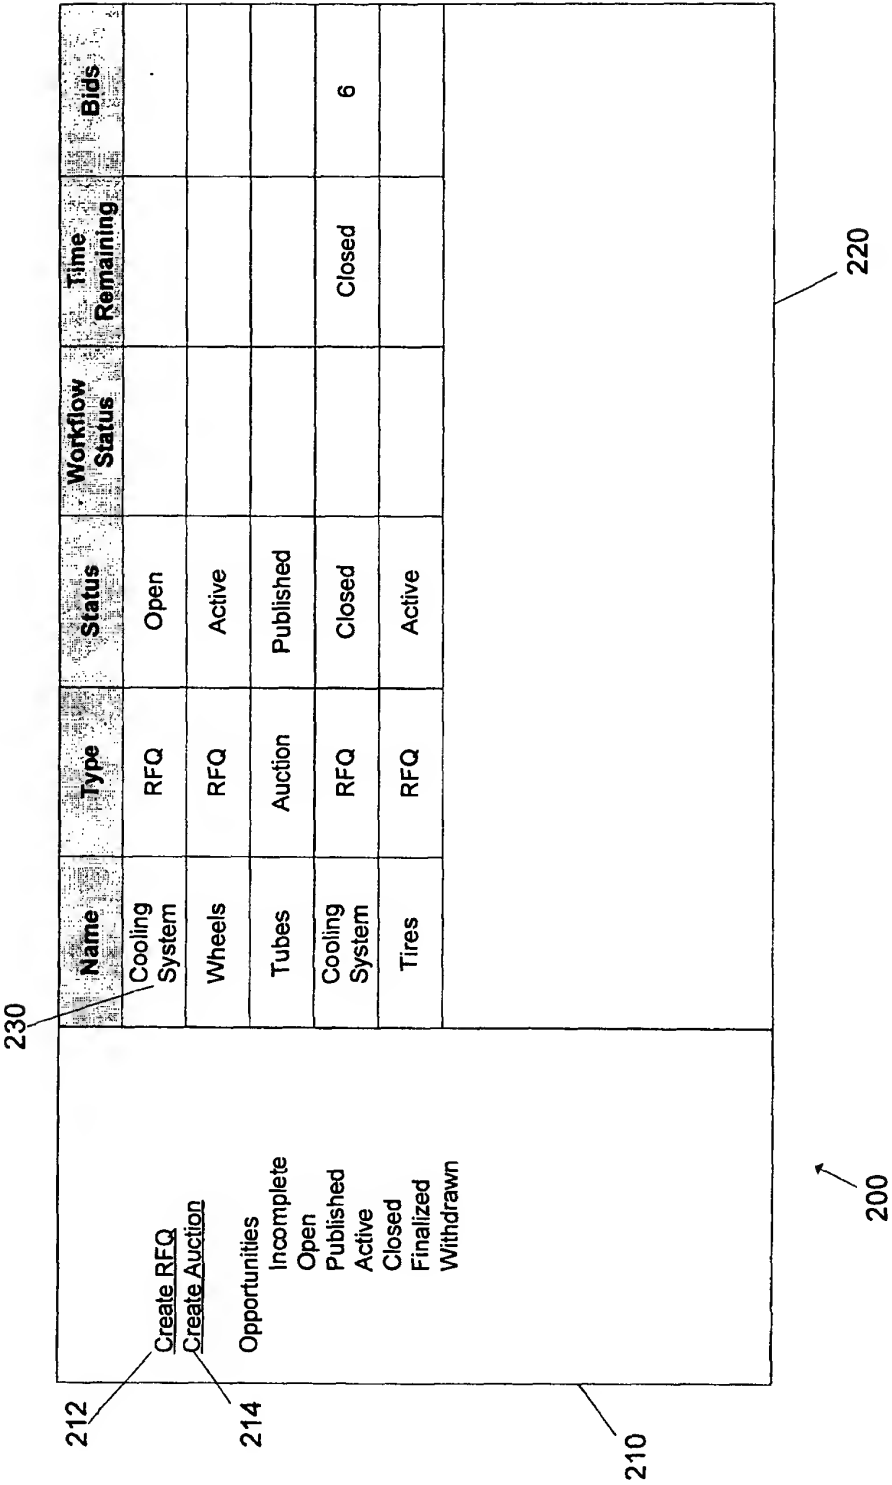 212
214
210
200
220
230
Create RFQ
Create Auction
Opportunities
Incomplete
Open
Published
Active
Closed
Finalized
Withdrawn
Name Type Status Workflow Status Time Remaining Bids
Cooling System RFQ Open
Wheels RFQ Active
Tubes Auction Published
Cooling System RFQ Closed Closed 6
Tires RFQ Active